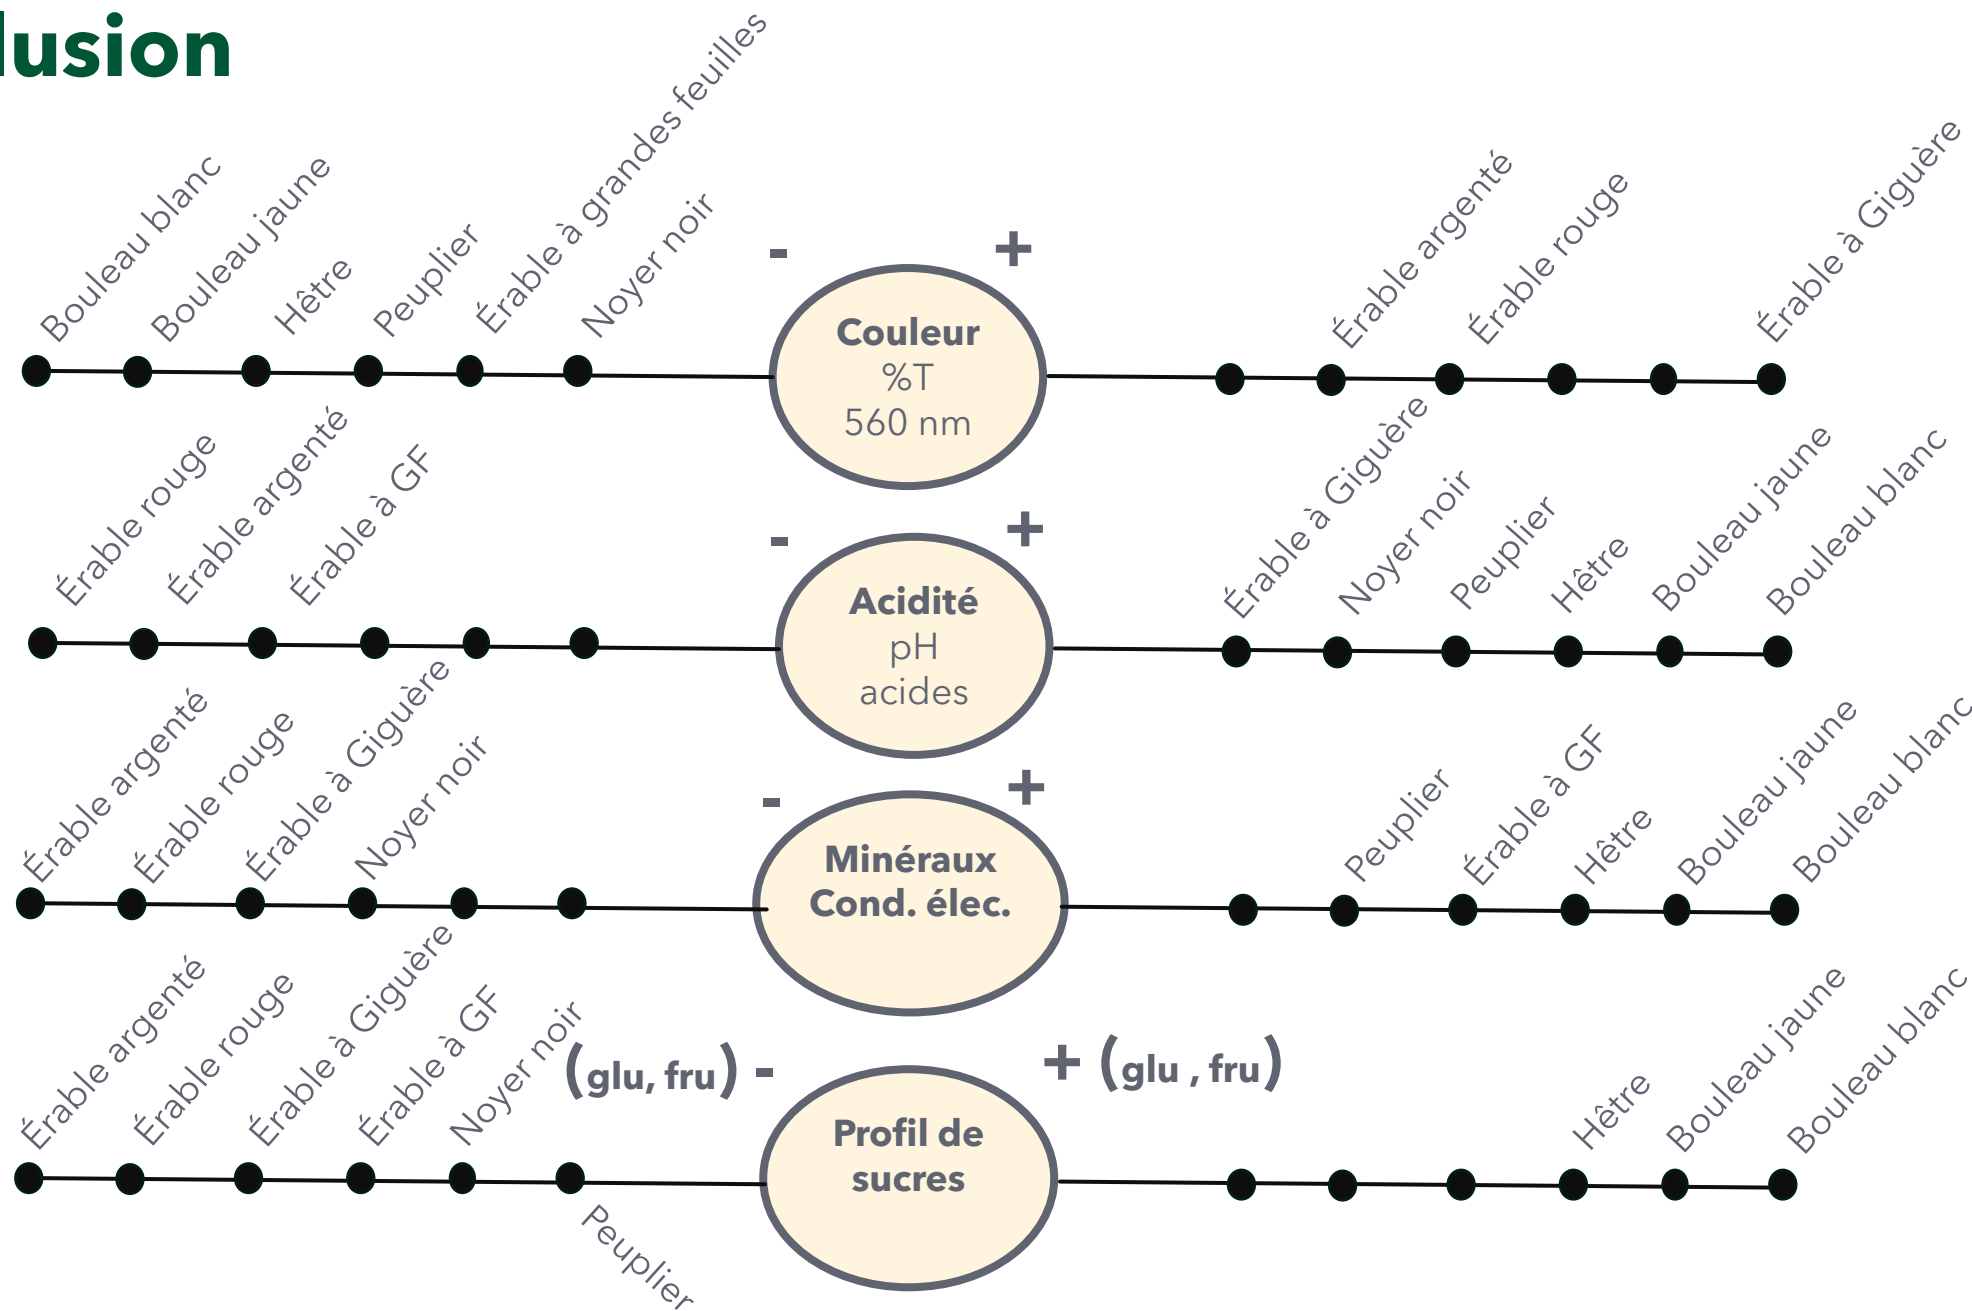 lusion
Bouleau blanc
Bouleau jaune
Hêtre
Peuplier
Érable à grandes feuilles
Noyer noir
- +
Couleur
%T
560 nm
Érable argenté
Érable rouge
Érable à Giguère
Érable rouge
Érable argenté
Érable à GF
- +
Acidité
pH
acides
Érable à Giguère
Noyer noir
Peuplier
Hêtre
Bouleau jaune
Bouleau blanc
Érable argenté
Érable rouge
Érable à Giguère
Noyer noir
- +
Minéraux
Cond. élec.
Peuplier
Érable à GF
Hêtre
Bouleau jaune
Bouleau blanc
Érable argenté
Érable rouge
Érable à Giguère
Érable à GF
Noyer noir
Peuplier
(glu, fru) - + (glu , fru)
Profil de
sucres
Hêtre
Bouleau jaune
Bouleau blanc